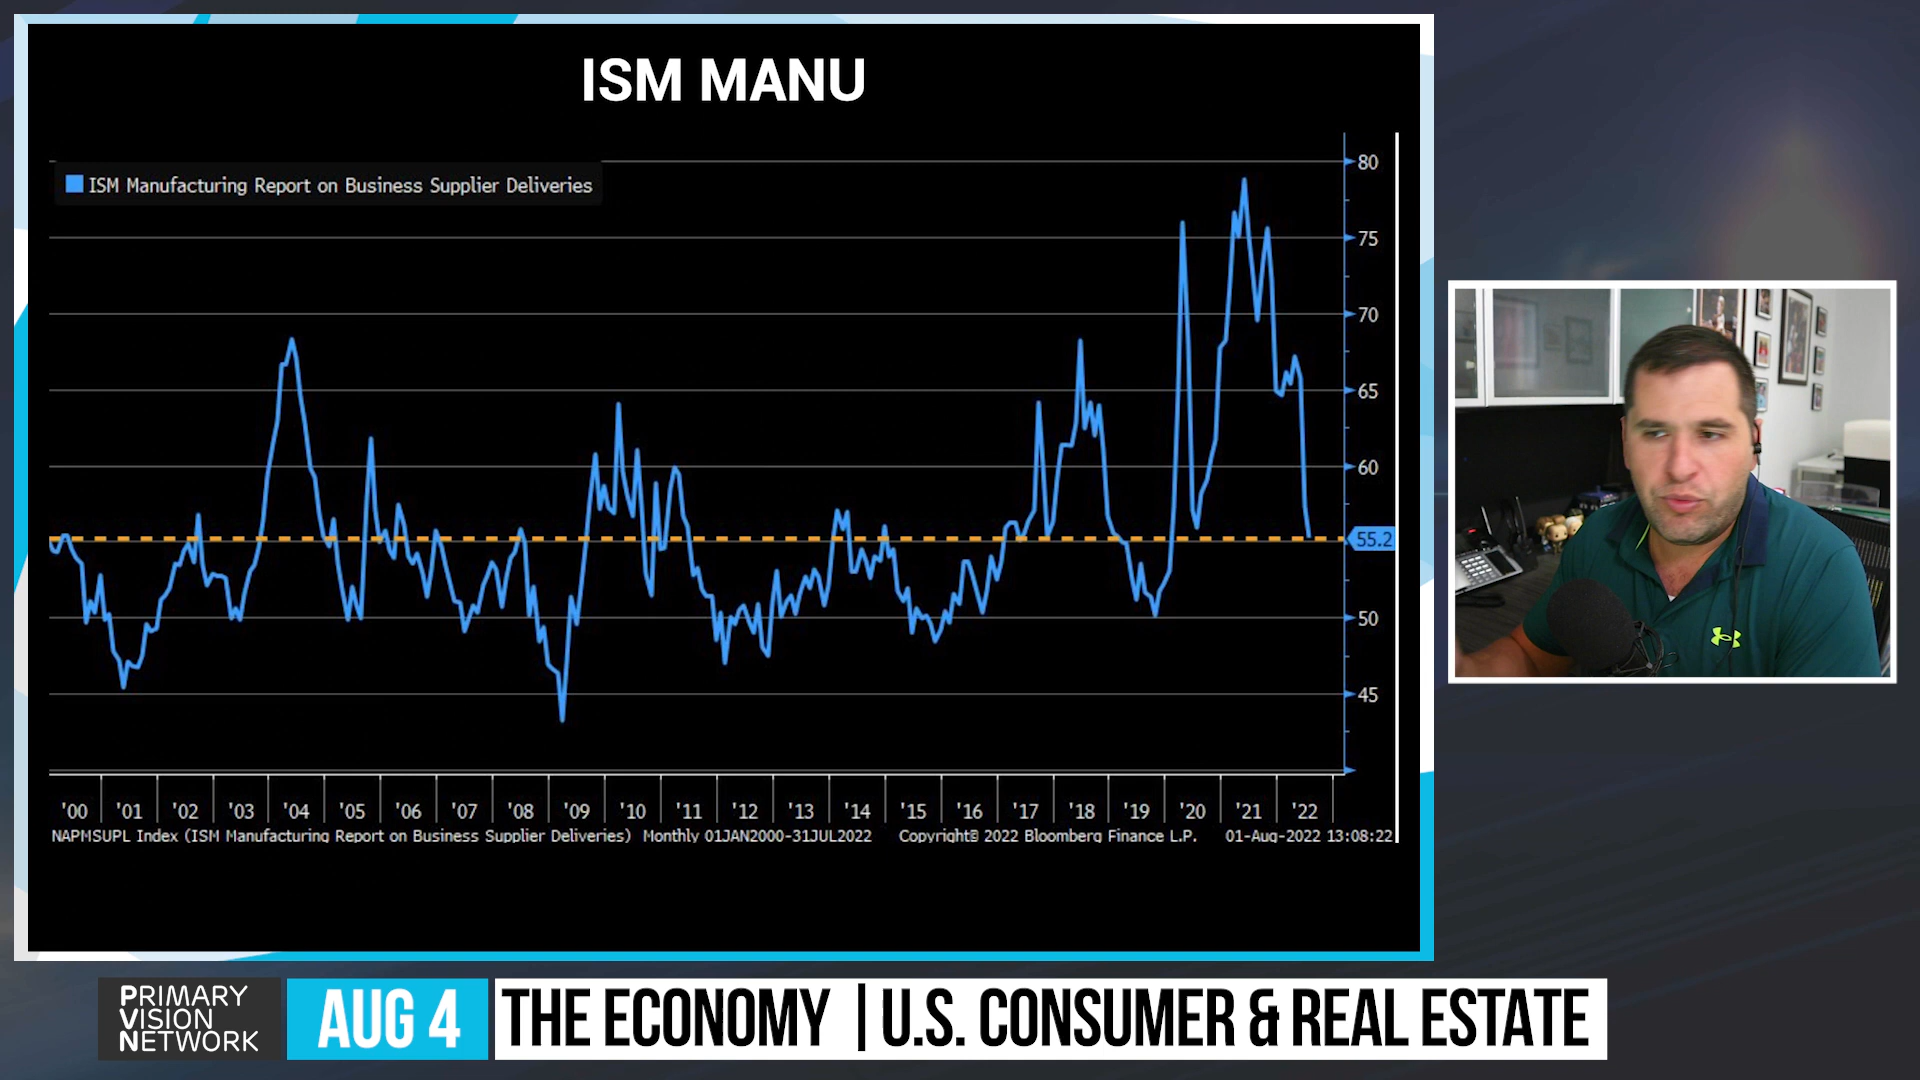 ISM MANU
ISM Manufacturing Report on Business Supplier Deliveries
80
75
70
65
60
55.2
50
45
'00 '01 '02 '03 '04 '05 '06 '07 '08 '09 '10 '11 '12 '13 '14 '15 '16 '17 '18 '19 '20 '21 '22
NAPMSUPL Index (ISM Manufacturing Report on Business Supplier Deliveries) Monthly 01JAN2000-31JUL2022 Copyright© 2022 Bloomberg Finance L.P. 01-Aug-2022 13:08:22
PRIMARY
VISION
NETWORK
AUG 4
THE ECONOMY | U.S. CONSUMER & REAL ESTATE